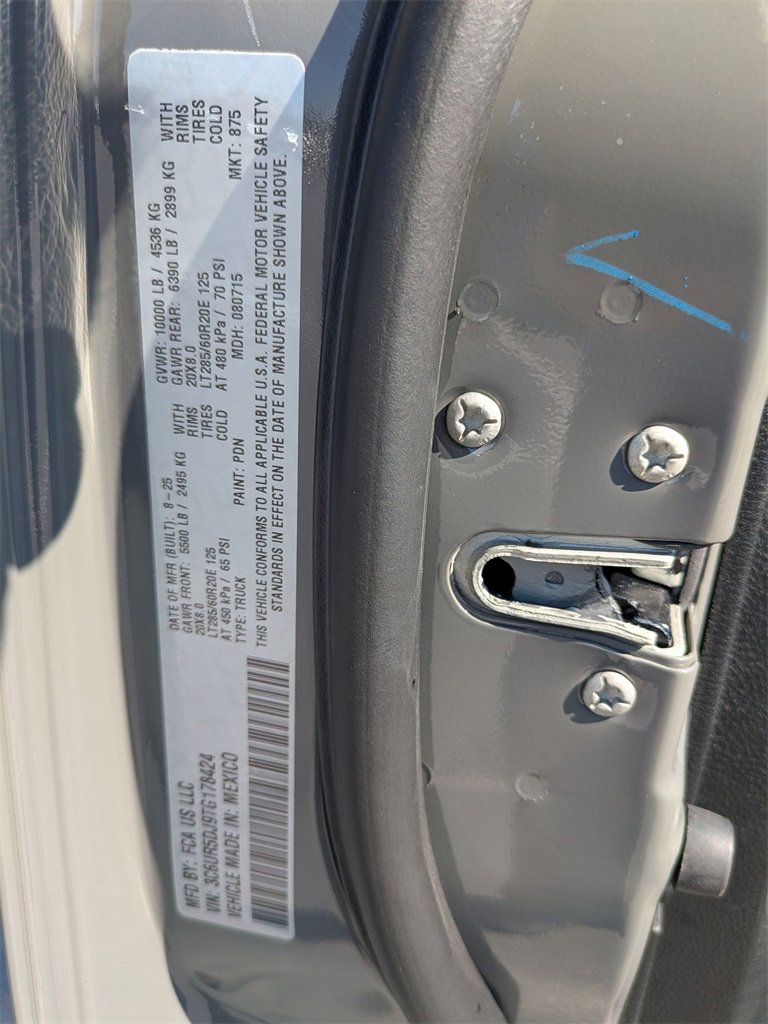 MFD BY: FCA US LLC
DATE OF MFR (BUILT): 8-25
GVWR: 10000 LB / 4536 KG
GAWR FRONT: 5500 LB / 2495 KG WITH
GAWR REAR: 6390 LB / 2899 KG WITH
20X8.0 RIMS
20X8.0 RIMS
LT285/60R20E 125 TIRES
LT285/60R20E 125 TIRES
AT 450 kPa / 65 PSI COLD
AT 480 kPa / 70 PSI COLD
VIN: 3C6UR5DJ9TG178424
TYPE: TRUCK PAINT: PDN MDH: 080715 MKT: 875
VEHICLE MADE IN: MEXICO
THIS VEHICLE CONFORMS TO ALL APPLICABLE U.S.A. FEDERAL MOTOR VEHICLE SAFETY
STANDARDS IN EFFECT ON THE DATE OF MANUFACTURE SHOWN ABOVE.